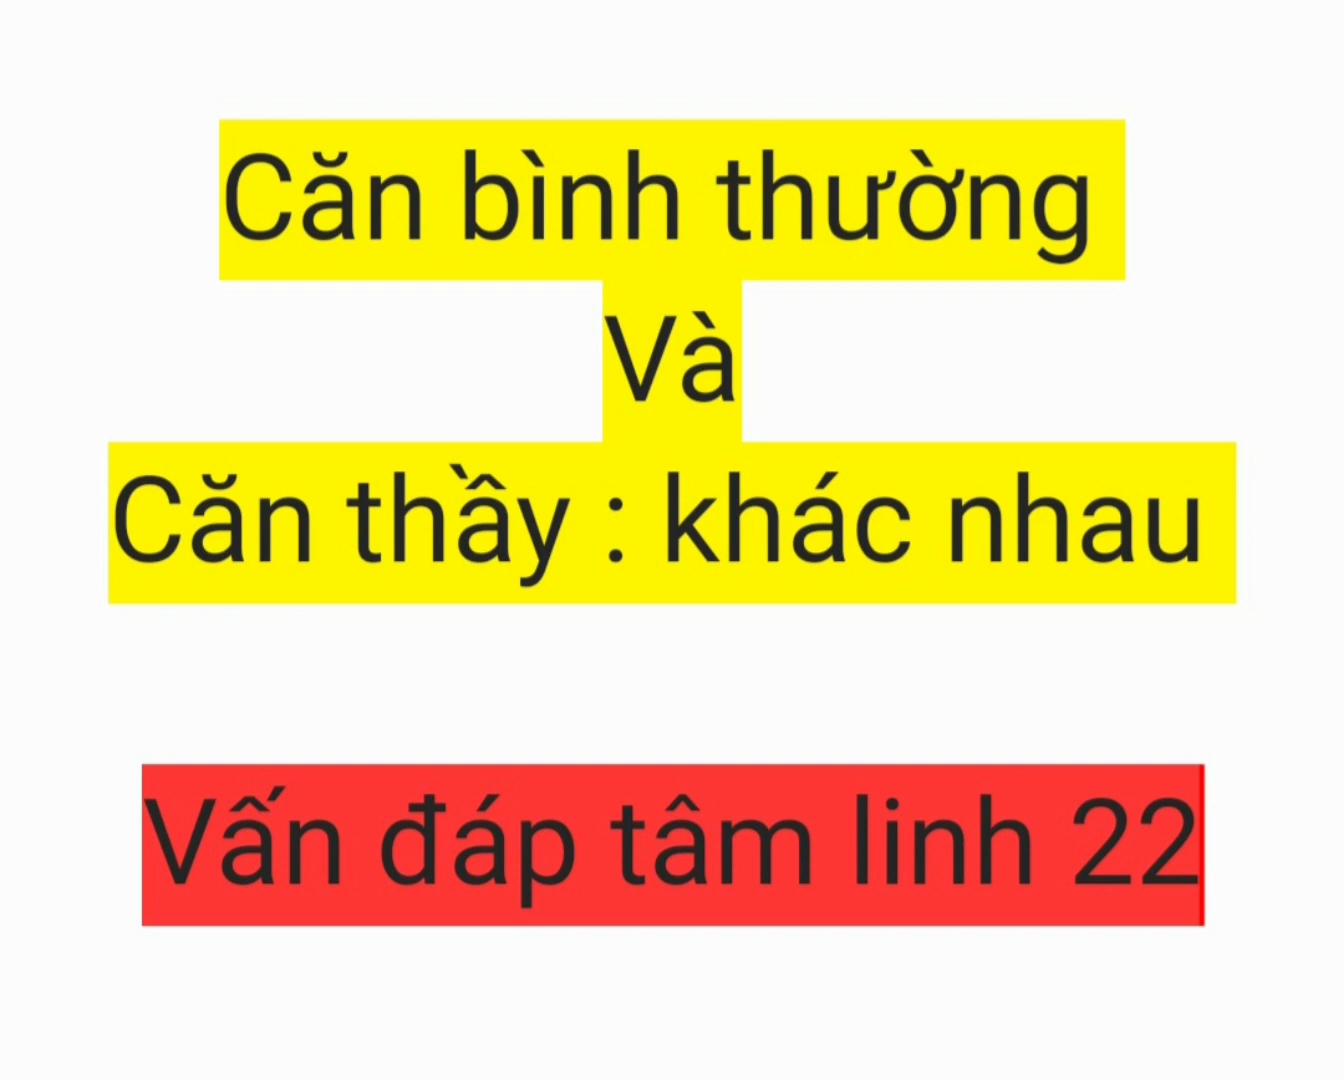 Căn bình thường
Và
Căn thầy : khác nhau
Vấn đáp tâm linh 22